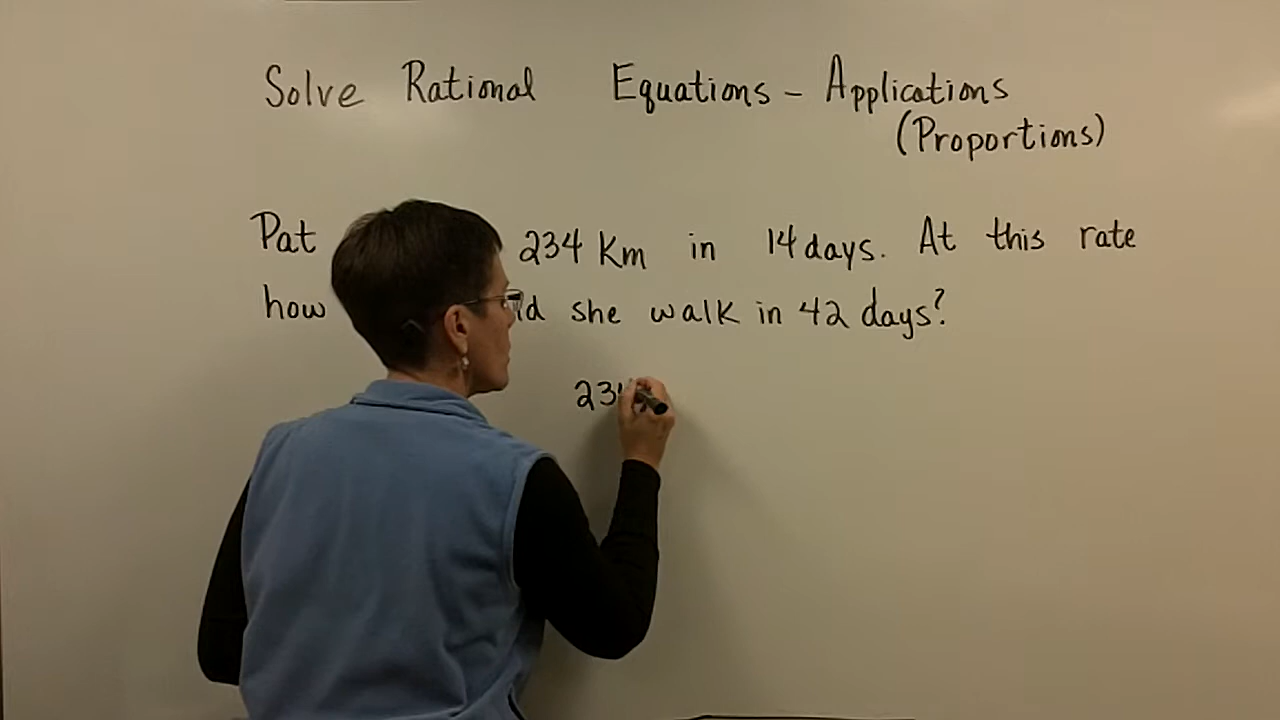 Solve Rational Equations - Applications
(Proportions)
Pat 234 Km in 14 days. At this rate
how she walk in 42 days?
23